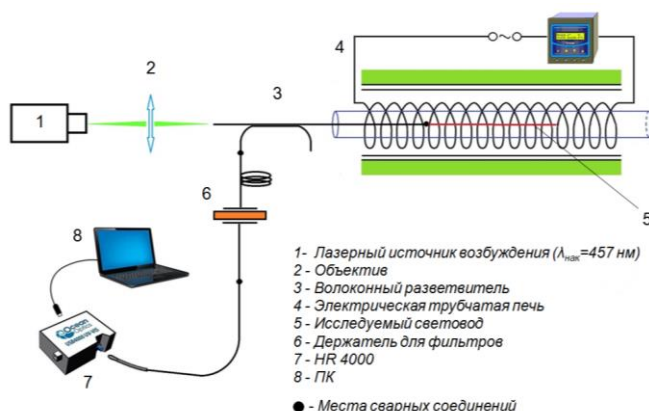 1
2
3
4
5
6
7
8
1- Лазерный источник возбуждения (λнак=457 нм)
2 - Объектив
3 - Волоконный разветвитель
4 - Электрическая трубчатая печь
5 - Исследуемый световод
6 - Держатель для фильтров
7 - HR 4000
8 - ПК
● - Места сварных соединений
Ocean
Optics